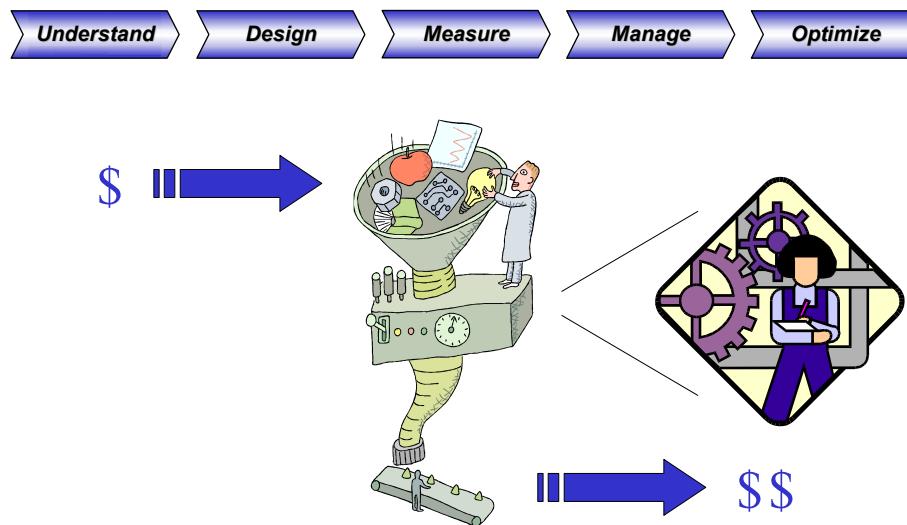 Understand
Design
Measure
Manage
Optimize
$
$$